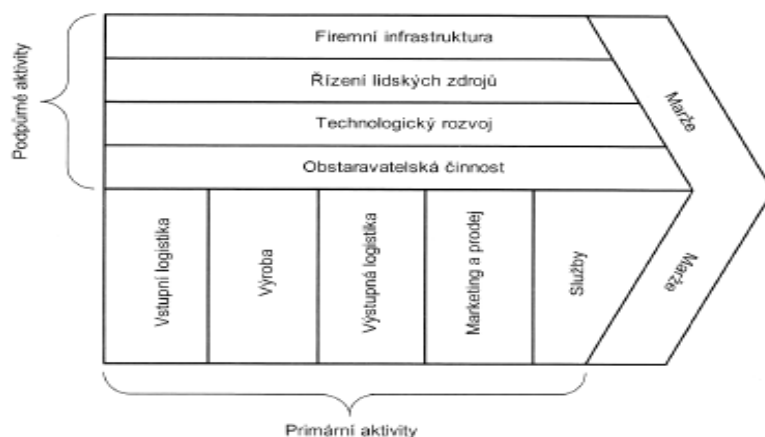 Podpůrné aktivity
Firemní infrastruktura
Řízení lidských zdrojů
Technologický rozvoj
Obstaravatelská činnost
Marže
Vstupní logistika
Výroba
Výstupná logistika
Marketing a prodej
Služby
Marže
Primární aktivity